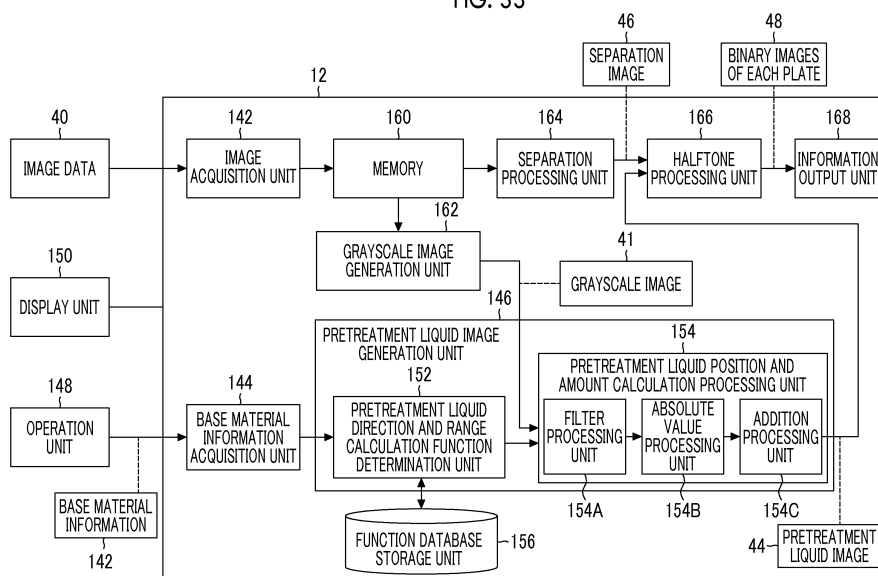 FIG. 33
46
48
SEPARATION
IMAGE
BINARY IMAGES
OF EACH PLATE
12
40
142
160
164
166
168
IMAGE DATA
IMAGE
ACQUISITION UNIT
MEMORY
SEPARATION
PROCESSING UNIT
HALFTONE
PROCESSING UNIT
INFORMATION
OUTPUT UNIT
162
GRAYSCALE IMAGE
GENERATION UNIT
41
GRAYSCALE IMAGE
150
DISPLAY UNIT
146
PRETREATMENT LIQUID IMAGE
GENERATION UNIT
154
PRETREATMENT LIQUID POSITION AND
AMOUNT CALCULATION PROCESSING UNIT
148
OPERATION
UNIT
144
BASE MATERIAL
INFORMATION
ACQUISITION UNIT
152
PRETREATMENT LIQUID
DIRECTION AND RANGE
CALCULATION FUNCTION
DETERMINATION UNIT
FILTER
PROCESSING
UNIT
ABSOLUTE
VALUE
PROCESSING
UNIT
ADDITION
PROCESSING
UNIT
154A
154B
154C
BASE MATERIAL
INFORMATION
142
FUNCTION DATABASE
STORAGE UNIT
156
44
PRETREATMENT
LIQUID IMAGE